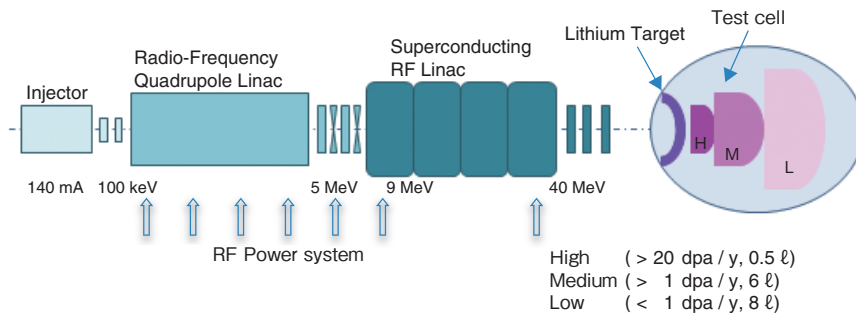 Injector
Radio-Frequency
Quadrupole Linac
Superconducting
RF Linac
Lithium Target
Test cell
H
M
L
140 mA
100 keV
5 MeV
9 MeV
40 MeV
RF Power system
High ( > 20 dpa / y, 0.5 ℓ)
Medium ( > 1 dpa / y, 6 ℓ)
Low ( < 1 dpa / y, 8 ℓ)